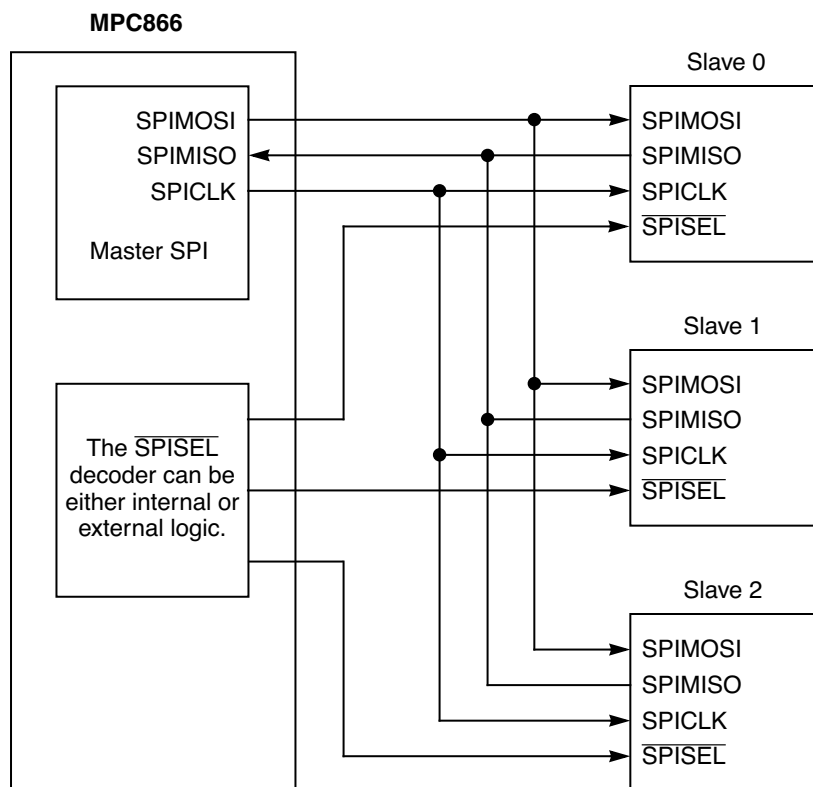 MPC866
SPIMOSI
SPIMISO
SPICLK
Master SPI
The SPISEL
decoder can be
either internal or
external logic.
Slave 0
SPIMOSI
SPIMISO
SPICLK
SPISEL
Slave 1
SPIMOSI
SPIMISO
SPICLK
SPISEL
Slave 2
SPIMOSI
SPIMISO
SPICLK
SPISEL